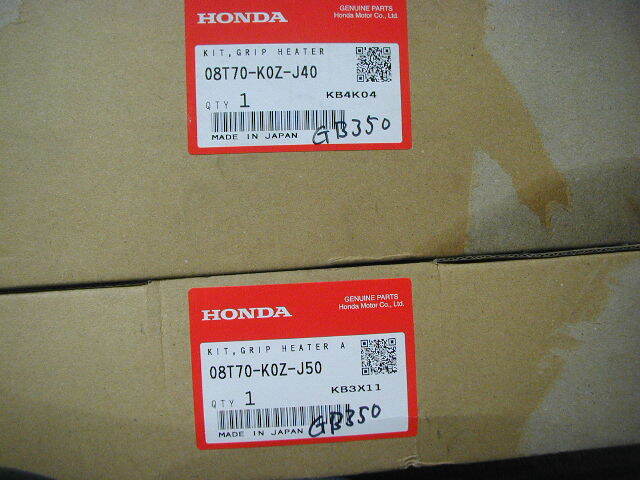 HONDA
GENUINE PARTS
Honda Motor Co., Ltd.
KIT,GRIP HEATER
08T70-K0Z-J40
QTY 1
KB4K04
MADE IN JAPAN
GB350
HONDA
GENUINE PARTS
Honda Motor Co., Ltd.
KIT,GRIP HEATER A
08T70-K0Z-J50
QTY 1
KB3X11
MADE IN JAPAN
GB350